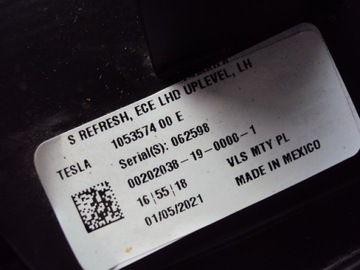 S REFRESH, ECE LHD UPLEVEL, LH
TESLA 1053574 00 E
Serial(S): 062598
00202038-19-0000-1
16|55|18 VLS MTY PL
01/05/2021 MADE IN MEXICO